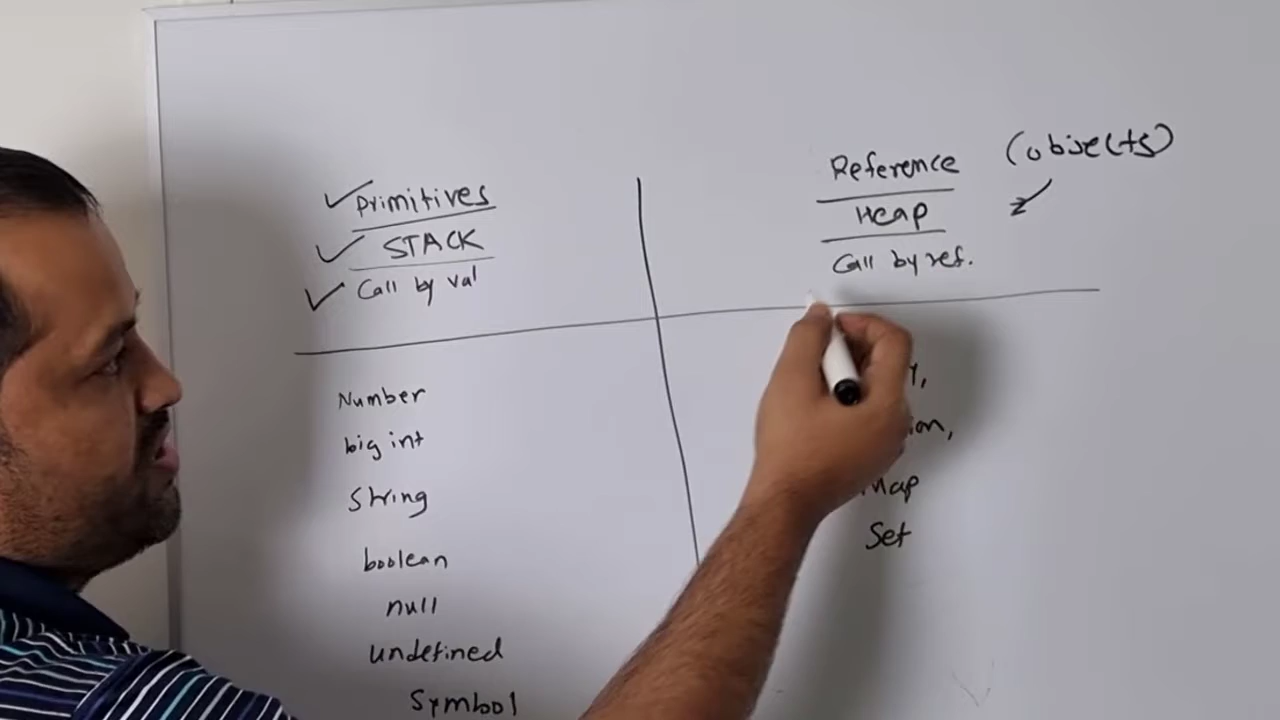 Primitives
STACK
Call by val
Number
big int
String
boolean
null
undefined
Symbol
Reference (objects)
Heap
Call by ref.
Map
Set